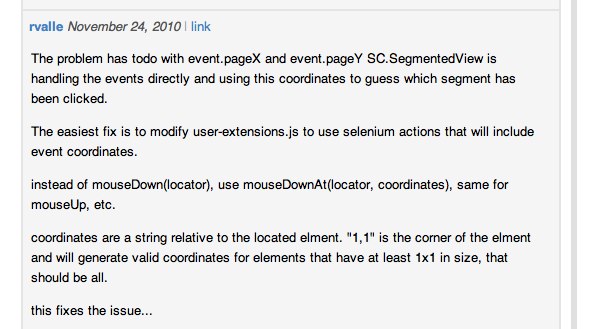 rvalle November 24, 2010 | link
The problem has todo with event.pageX and event.pageY SC.SegmentedView is
handling the events directly and using this coordinates to guess which segment has
been clicked.
The easiest fix is to modify user-extensions.js to use selenium actions that will include
event coordinates.
instead of mouseDown(locator), use mouseDownAt(locator, coordinates), same for
mouseUp, etc.
coordinates are a string relative to the located elment. "1,1" is the corner of the elment
and will generate valid coordinates for elements that have at least 1x1 in size, that
should be all.
this fixes the issue...